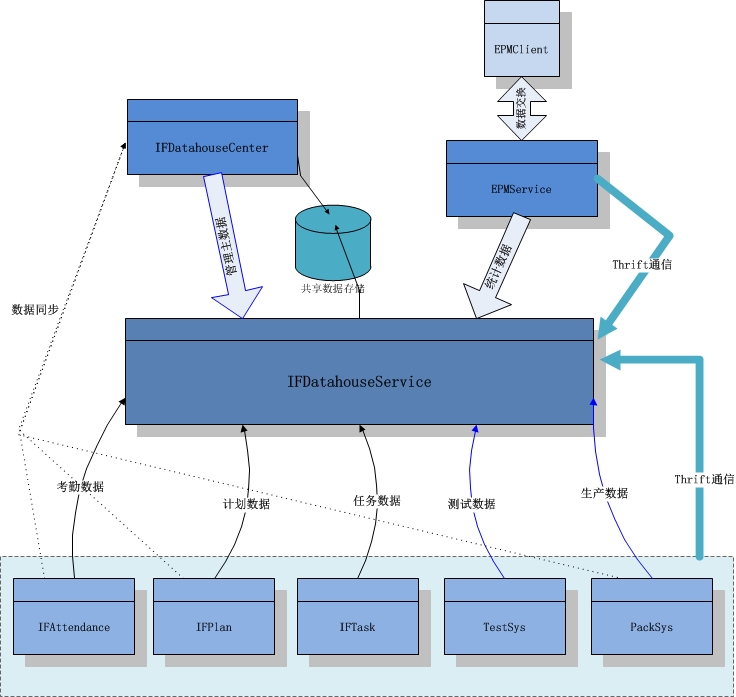 EPMClient
数据交换
IFDatahouseCenter
EPMService
管理主数据
统计数据
Thrift通信
共享数据存储
数据同步
IFDatahouseService
考勤数据
计划数据
任务数据
测试数据
生产数据
Thrift通信
IFAttendance
IFPlan
IFTask
TestSys
PackSys